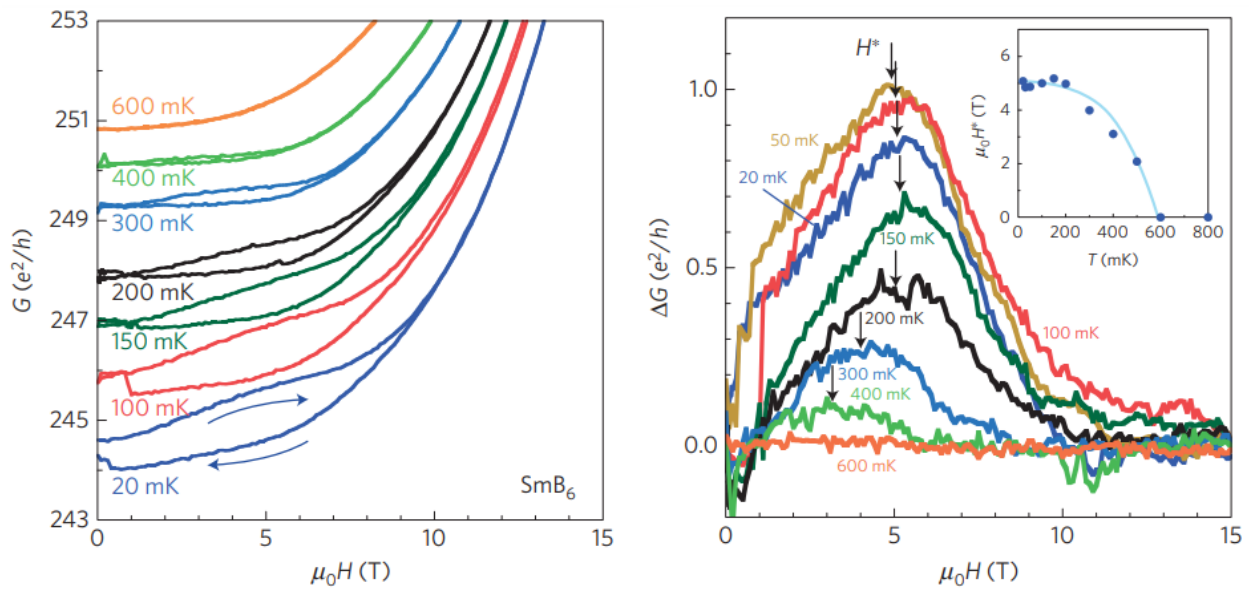 253
251
249
247
245
243
G (e²/h)
600 mK
400 mK
300 mK
200 mK
150 mK
100 mK
20 mK
SmB₆
0
5
10
15
μ₀H (T)
1.0
0.5
0.0
ΔG (e²/h)
H*
50 mK
20 mK
150 mK
200 mK
100 mK
300 mK
400 mK
600 mK
0
5
10
15
μ₀H (T)
6
4
2
0
μ₀H* (T)
0
200
400
600
800
T (mK)